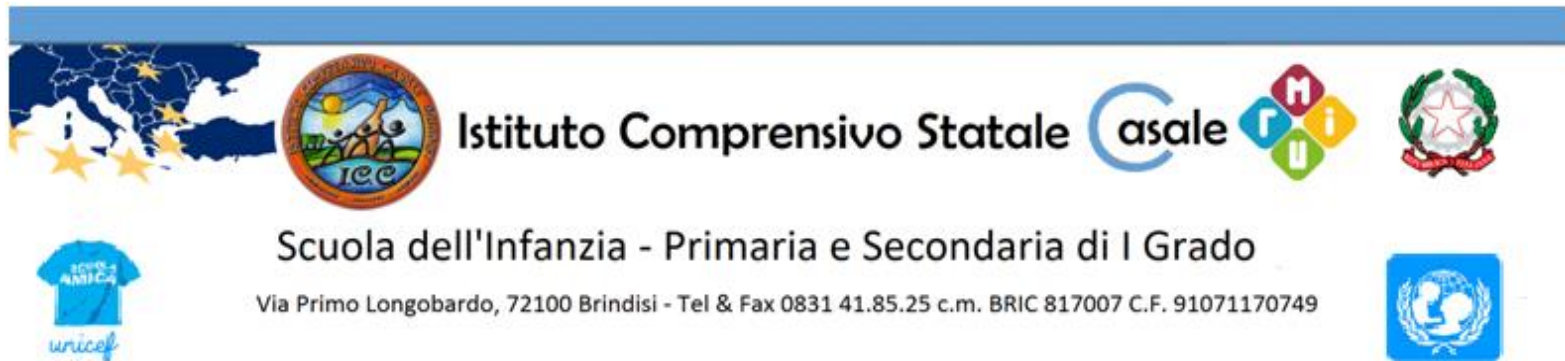 Istituto Comprensivo Statale Casale
I.C.C
M
r i
U
Scuola dell'Infanzia - Primaria e Secondaria di I Grado
SCUOLA
AMICA
unicef
Via Primo Longobardo, 72100 Brindisi - Tel & Fax 0831 41.85.25 c.m. BRIC 817007 C.F. 91071170749